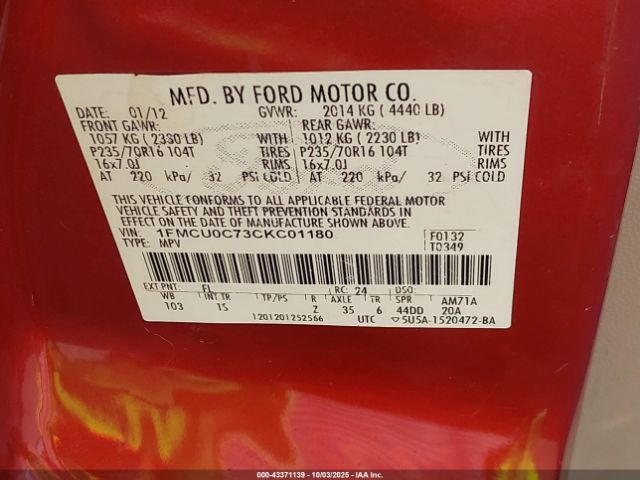 MFD. BY FORD MOTOR CO.
DATE: 01/12 GVWR: 2014 KG ( 4440 LB)
FRONT GAWR: REAR GAWR:
1057 KG ( 2330 LB) WITH 1012 KG ( 2230 LB) WITH
P235/70R16 104T TIRES P235/70R16 104T TIRES
16x7.0J RIMS 16x7.0J RIMS
AT 220 kPa/ 32 PSI COLD AT 220 kPa/ 32 PSI COLD
THIS VEHICLE CONFORMS TO ALL APPLICABLE FEDERAL MOTOR
VEHICLE SAFETY AND THEFT PREVENTION STANDARDS IN
EFFECT ON THE DATE OF MANUFACTURE SHOWN ABOVE.
VIN: 1FMCU0C73CKC01180 F0132
TYPE: MPV T0349
EXT PNT: FL RC: 24 DSO:
WB INT TR TP/PS R AXLE TR SPR AM71A
103 15 Z 35 6 44DD 20A
1201201252566 UTC ▽5U5A-1520472-BA
000-43371139 - 10/03/2025 - IAAI, Inc.